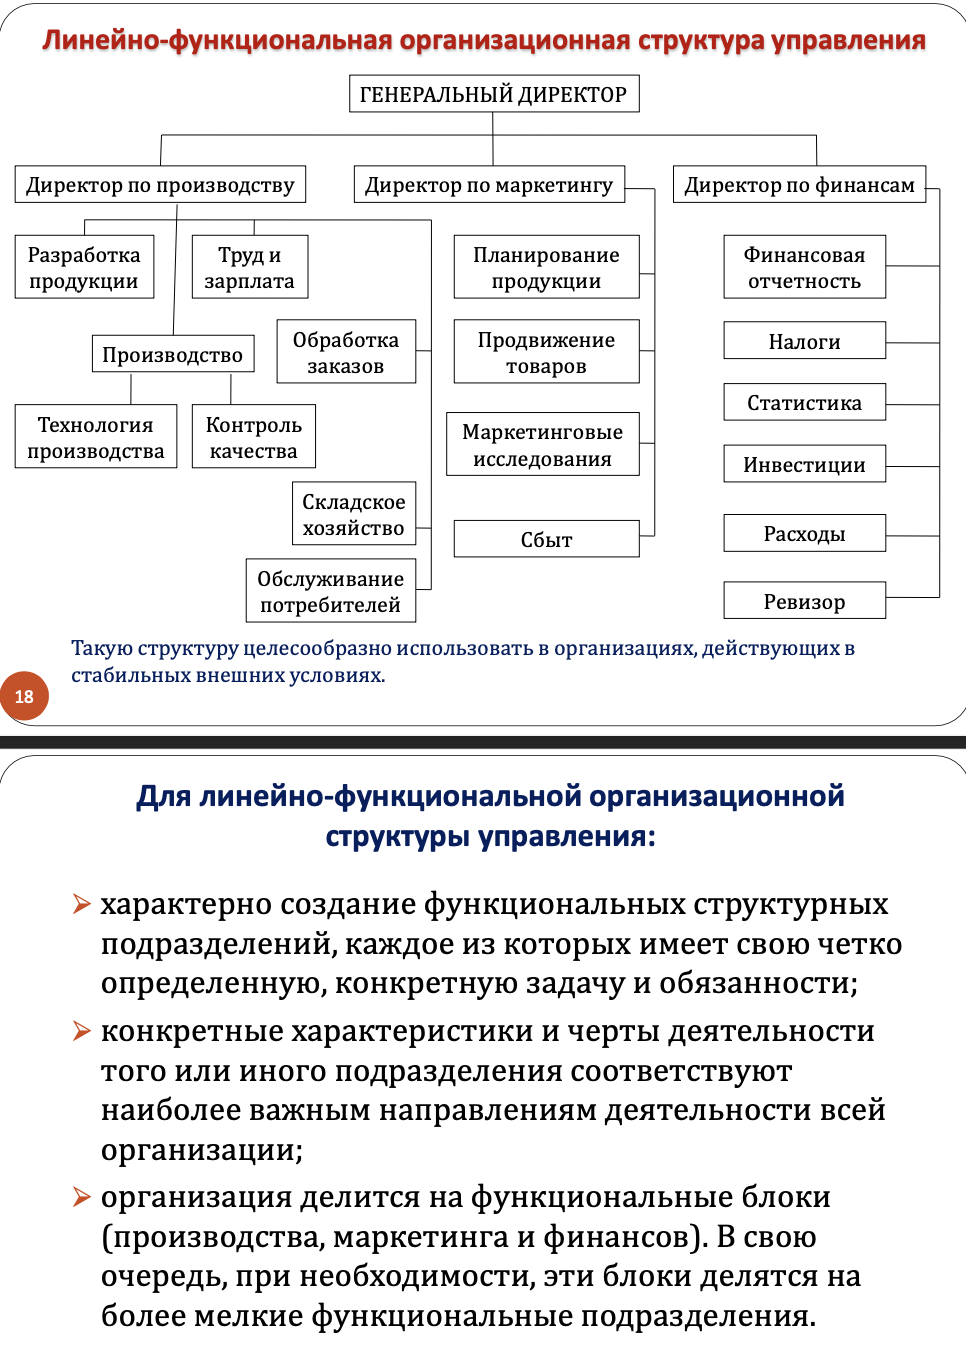 Линейно-функциональная организационная структура управления
ГЕНЕРАЛЬНЫЙ ДИРЕКТОР
Директор по производству
Директор по маркетингу
Директор по финансам
Разработка
продукции
Труд и
зарплата
Производство
Обработка
заказов
Технология
производства
Контроль
качества
Складское
хозяйство
Обслуживание
потребителей
Планирование
продукции
Продвижение
товаров
Маркетинговые
исследования
Сбыт
Финансовая
отчетность
Налоги
Статистика
Инвестиции
Расходы
Ревизор
Такую структуру целесообразно использовать в организациях, действующих в
стабильных внешних условиях.
18
Для линейно-функциональной организационной
структуры управления:
характерно создание функциональных структурных
подразделений, каждое из которых имеет свою четко
определенную, конкретную задачу и обязанности;
конкретные характеристики и черты деятельности
того или иного подразделения соответствуют
наиболее важным направлениям деятельности всей
организации;
организация делится на функциональные блоки
(производства, маркетинга и финансов). В свою
очередь, при необходимости, эти блоки делятся на
более мелкие функциональные подразделения.